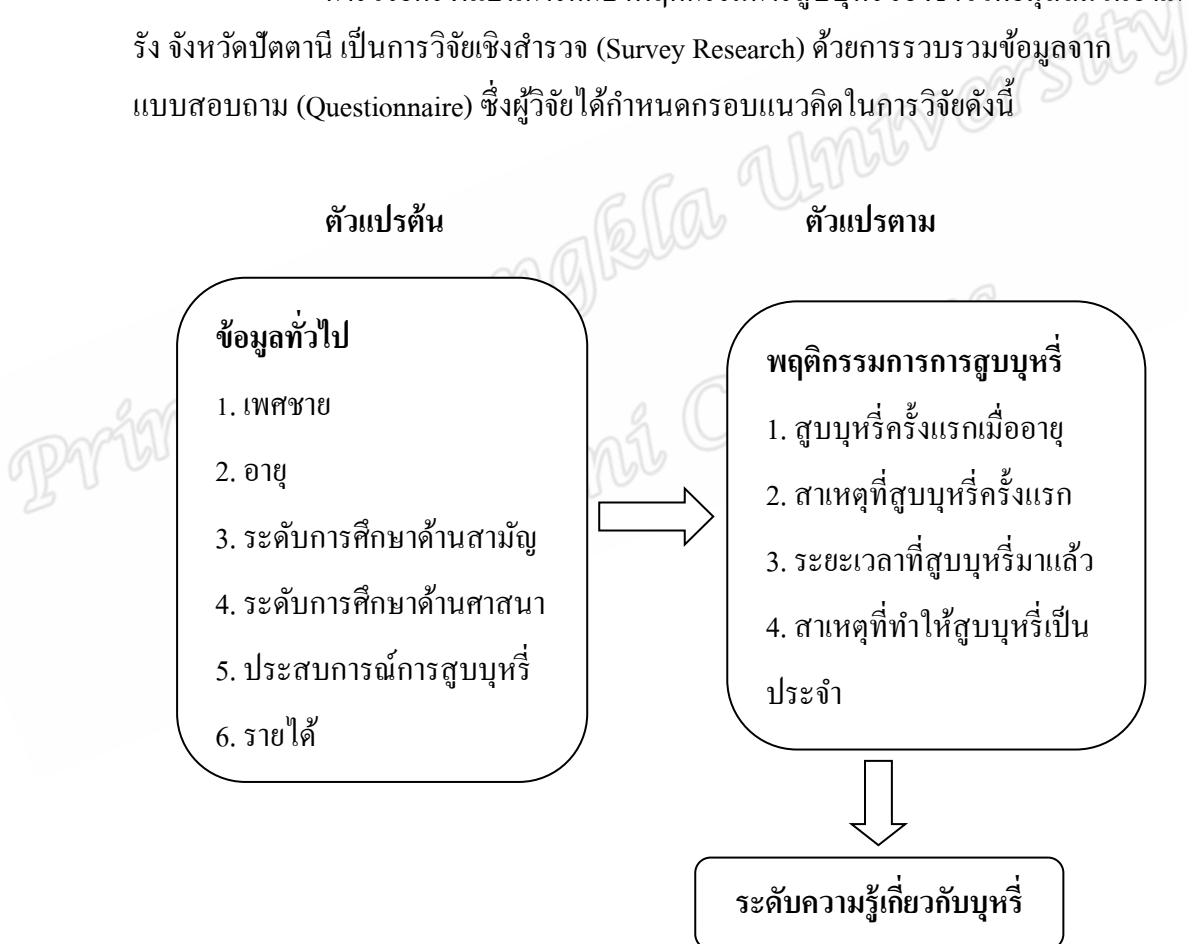 รัง จังหวัดปัตตานี เป็นการวิจัยเชิงสำรวจ (Survey Research) ด้วยการรวบรวมข้อมูลจาก
แบบสอบถาม (Questionnaire) ซึ่งผู้วิจัยได้กำหนดกรอบแนวคิดในการวิจัยดังนี้
ตัวแปรต้น
ข้อมูลทั่วไป
1. เพศชาย
2. อายุ
3. ระดับการศึกษาด้านสามัญ
4. ระดับการศึกษาด้านศาสนา
5. ประสบการณ์การสูบบุหรี่
6. รายได้
ตัวแปรตาม
พฤติกรรมการการสูบบุหรี่
1. สูบบุหรี่ครั้งแรกเมื่ออายุ
2. สาเหตุที่สูบบุหรี่ครั้งแรก
3. ระยะเวลาที่สูบบุหรี่มาแล้ว
4. สาเหตุที่ทำให้สูบบุหรี่เป็น
ประจำ
ระดับความรู้เกี่ยวกับบุหรี่